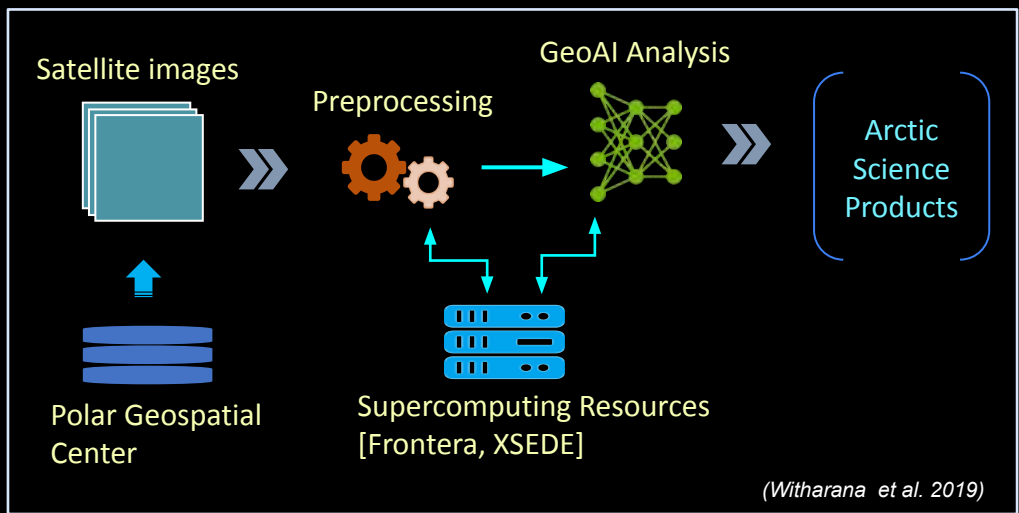 Satellite images
Preprocessing
GeoAI Analysis
Arctic
Science
Products
Polar Geospatial
Center
Supercomputing Resources
[Frontera, XSEDE]
(Witharana et al. 2019)